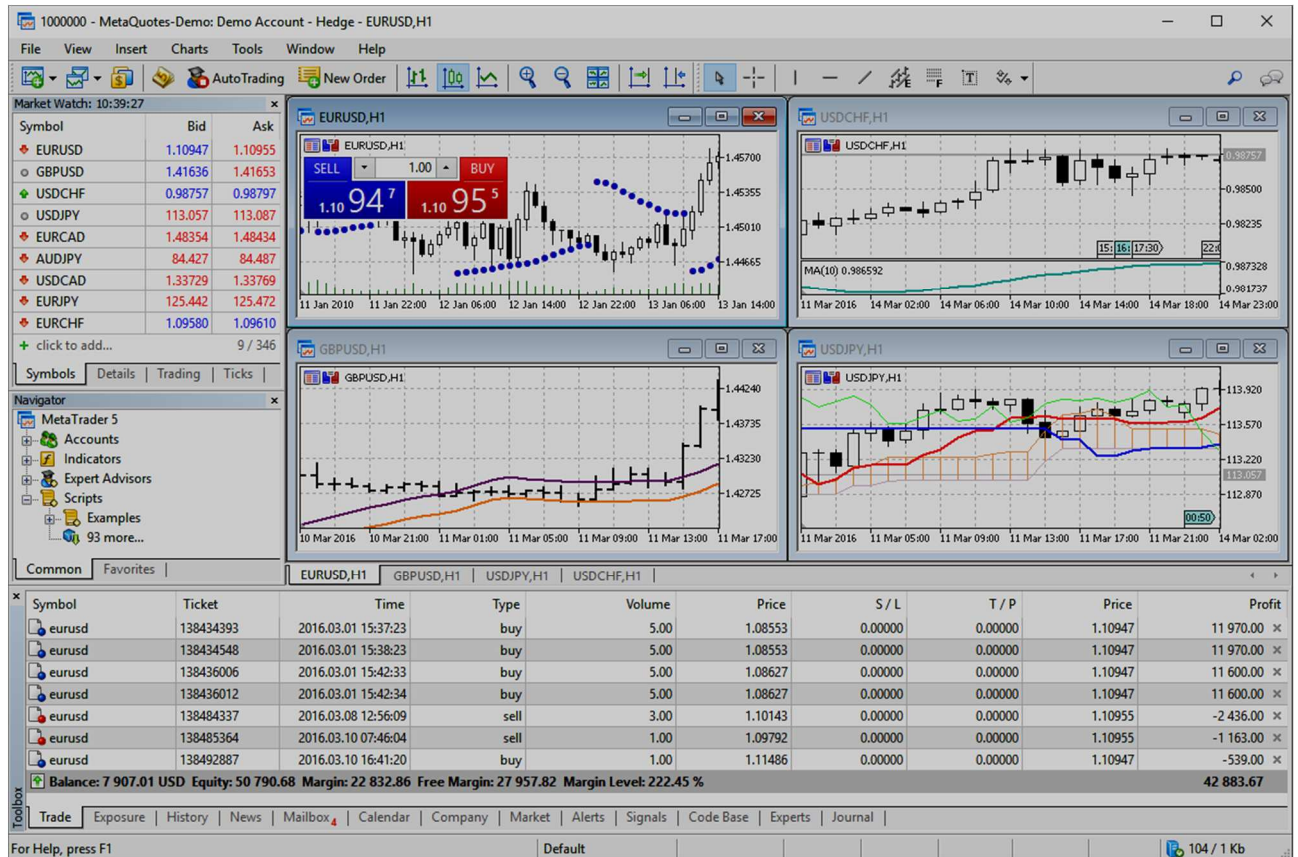 1000000 - MetaQuotes-Demo: Demo Account - Hedge - EURUSD,H1
File View Insert Charts Tools Window Help
AutoTrading New Order
Market Watch: 10:39:27
Symbol Bid Ask
EURUSD 1.10947 1.10955
GBPUSD 1.41636 1.41653
USDCHF 0.98757 0.98797
USDJPY 113.057 113.087
EURCAD 1.48354 1.48434
AUDJPY 84.427 84.487
USDCAD 1.33729 1.33769
EURJPY 125.442 125.472
EURCHF 1.09580 1.09610
click to add... 9 / 346
Symbols Details Trading Ticks
Navigator
MetaTrader 5
Accounts
Indicators
Expert Advisors
Scripts
Examples
93 more...
Common Favorites
EURUSD,H1
EURUSD,H1
SELL 1.00 BUY
1.10 94 7 1.10 95 5
1.45700
1.45355
1.45010
1.44665
11 Jan 2010 11 Jan 22:00 12 Jan 06:00 12 Jan 14:00 12 Jan 22:00 13 Jan 06:00 13 Jan 14:00
USDCHF,H1
USDCHF,H1
0.98757
0.98500
0.98235
15: 16: 17:30 22:
MA(10) 0.986592
0.987328
0.981737
11 Mar 2016 14 Mar 02:00 14 Mar 06:00 14 Mar 10:00 14 Mar 14:00 14 Mar 18:00 14 Mar 23:00
GBPUSD,H1
GBPUSD,H1
1.44240
1.43735
1.43230
1.42725
10 Mar 2016 10 Mar 21:00 11 Mar 01:00 11 Mar 05:00 11 Mar 09:00 11 Mar 13:00 11 Mar 17:00
USDJPY,H1
USDJPY,H1
113.920
113.570
113.220
113.057
112.870
00:50
11 Mar 2016 11 Mar 05:00 11 Mar 09:00 11 Mar 13:00 11 Mar 17:00 11 Mar 21:00 14 Mar 02:00
EURUSD,H1 GBPUSD,H1 USDJPY,H1 USDCHF,H1
Symbol Ticket Time Type Volume Price S / L T / P Price Profit
eurusd 138434393 2016.03.01 15:37:23 buy 5.00 1.08553 0.00000 0.00000 1.10947 11 970.00
eurusd 138434548 2016.03.01 15:38:23 buy 5.00 1.08553 0.00000 0.00000 1.10947 11 970.00
eurusd 138436006 2016.03.01 15:42:33 buy 5.00 1.08627 0.00000 0.00000 1.10947 11 600.00
eurusd 138436012 2016.03.01 15:42:34 buy 5.00 1.08627 0.00000 0.00000 1.10947 11 600.00
eurusd 138484337 2016.03.08 12:56:09 sell 3.00 1.10143 0.00000 0.00000 1.10955 -2 436.00
eurusd 138485364 2016.03.10 07:46:04 sell 1.00 1.09792 0.00000 0.00000 1.10955 -1 163.00
eurusd 138492887 2016.03.10 16:41:20 buy 1.00 1.11486 0.00000 0.00000 1.10947 -539.00
Balance: 7 907.01 USD Equity: 50 790.68 Margin: 22 832.86 Free Margin: 27 957.82 Margin Level: 222.45 % 42 883.67
Toolbox
Trade Exposure History News Mailbox 4 Calendar Company Market Alerts Signals Code Base Experts Journal
For Help, press F1 Default 104 / 1 Kb